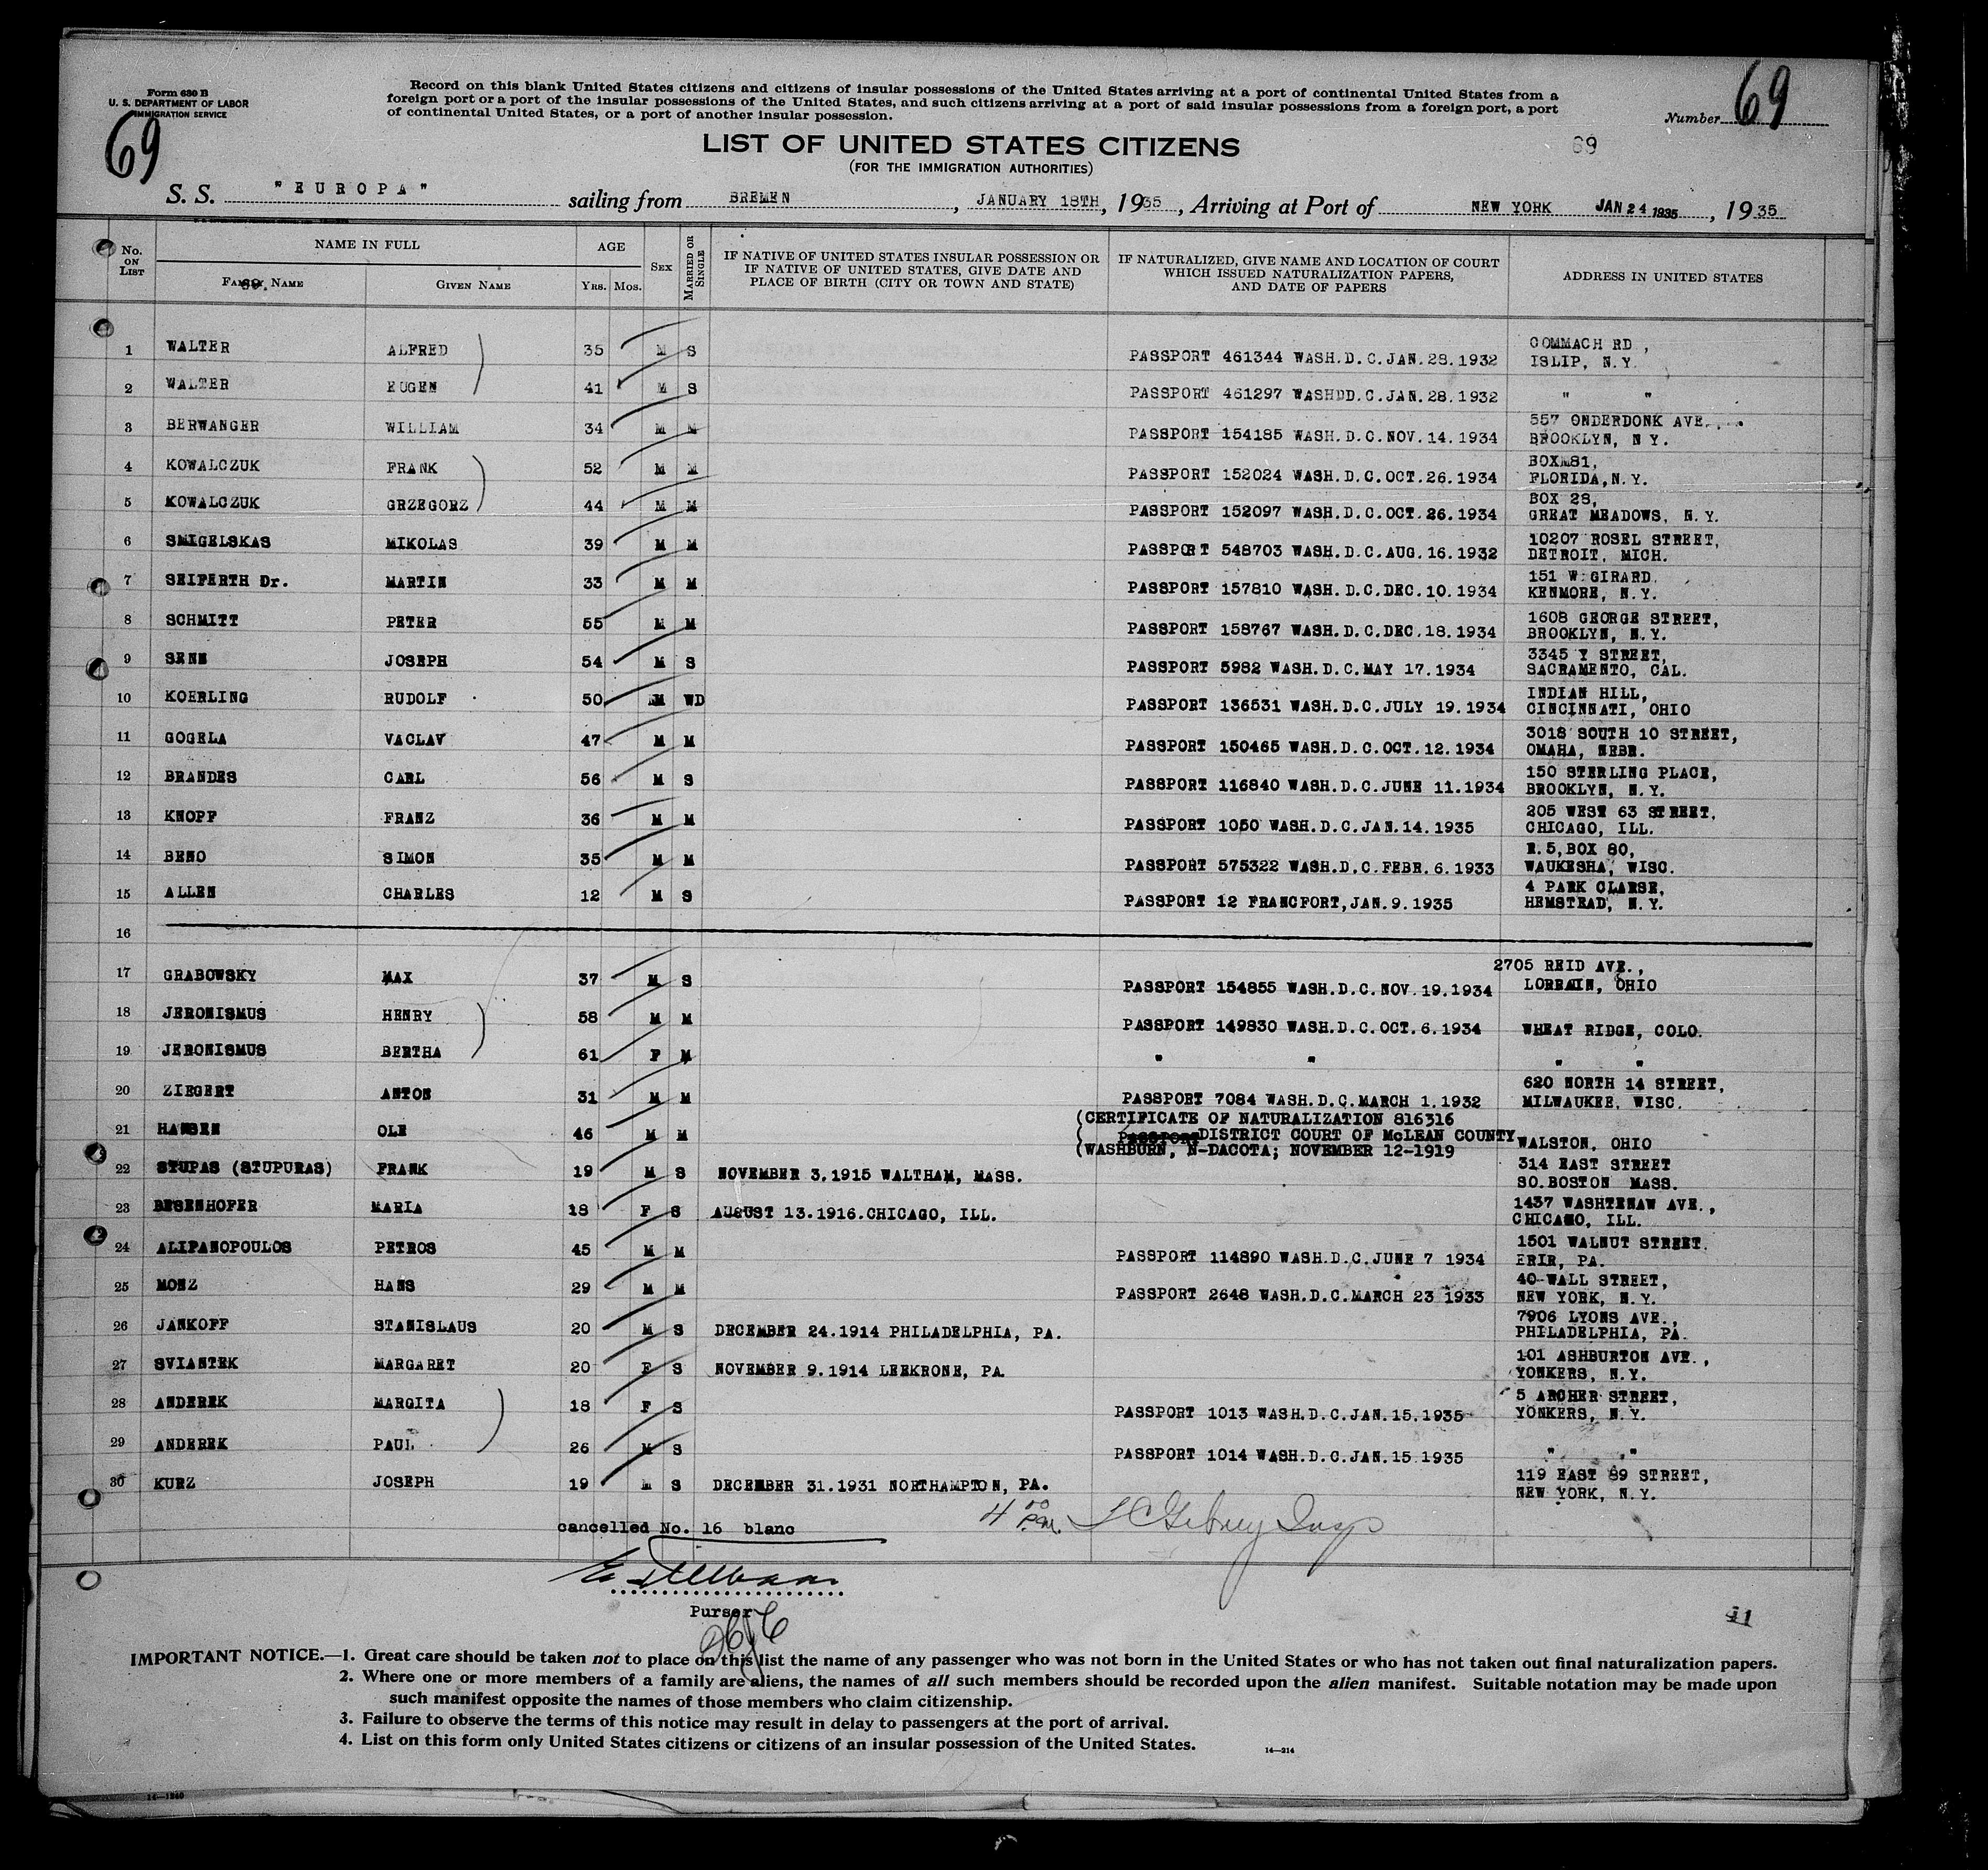 Form 630 B
U. S. DEPARTMENT OF LABOR
IMMIGRATION SERVICE
69
Record on this blank United States citizens and citizens of insular possessions of the United States arriving at a port of continental United States from a
foreign port or a port of the insular possessions of the United States, and such citizens arriving at a port of said insular possessions from a foreign port, a port
of continental United States, or a port of another insular possession.
Number 69
LIST OF UNITED STATES CITIZENS
69
(FOR THE IMMIGRATION AUTHORITIES)
S. S. "EUROPA" sailing from BREMEN, JANUARY 18TH, 1935, Arriving at Port of NEW YORK JAN 24 1935, 1935
No. ON LIST NAME IN FULL FAMILY NAME GIVEN NAME AGE YRS. MOS. SEX MARRIED OR SINGLE IF NATIVE OF UNITED STATES INSULAR POSSESSION OR IF NATIVE OF UNITED STATES, GIVE DATE AND PLACE OF BIRTH (CITY OR TOWN AND STATE) IF NATURALIZED, GIVE NAME AND LOCATION OF COURT WHICH ISSUED NATURALIZATION PAPERS, AND DATE OF PAPERS ADDRESS IN UNITED STATES
69.
1 WALTER ALFRED 35 M S PASSPORT 461344 WASH.D.C.JAN.28.1932 COMMACH RD, ISLIP, N.Y.
2 WALTER EUGEN 41 M S PASSPORT 461297 WASHDD.C.JAN.28.1932 " "
3 BERWANGER WILLIAM 34 M M PASSPORT 154185 WASH.D.C.NOV.14.1934 557 ONDERDONK AVE., BROOKLYN, N Y.
4 KOWALCZUK FRANK 52 M M PASSPORT 152024 WASH.D.C.OCT.26.1934 BOX 81, FLORIDA,N.Y.
5 KOWALCZUK GRZEGORZ 44 M M PASSPORT 152097 WASH.D.C.OCT.26.1934 BOX 28, GREAT MEADOWS, N.Y.
6 SMIGELSKAS MIKOLAS 39 M M PASSPORT 548703 WASH.D.C.AUG.16.1932 10207 ROSEL STREET, DETROIT, MICH.
7 SEIFERTH Dr. MARTIN 33 M M PASSPORT 157810 WASH.D.C.DEC.10.1934 151 W.GIRARD. KENMORE, N.Y.
8 SCHMITT PETER 55 M M PASSPORT 158767 WASH.D.C.DEC.18.1934 1608 GEORGE STREET, BROOKLYN, N.Y.
9 SENN JOSEPH 54 M S PASSPORT 5982 WASH.D.C.MAY 17.1934 3345 Y STREET, SACRAMENTO, CAL.
10 KOERLING RUDOLF 50 M WD PASSPORT 136531 WASH.D.C.JULY 19.1934 INDIAN HILL, CINCINNATI, OHIO
11 GOGELA VACLAV 47 M M PASSPORT 150465 WASH.D.C.OCT.12.1934 3018 SOUTH 10 STREET, OMAHA, NEBR.
12 BRANDES CARL 56 M S PASSPORT 116840 WASH.D.C.JUNE 11.1934 150 STERLING PLACE, BROOKLYN, N.Y.
13 KNOPF FRANZ 36 M M PASSPORT 1050 WASH.D.C.JAN.14.1935 205 WEST 63 STREET, CHICAGO, ILL.
14 BENO SIMON 35 M M PASSPORT 575322 WASH.D.C.FEBR.6.1933 R.5,BOX 80, WAUKESHA, WISC.
15 ALLEN CHARLES 12 M S PASSPORT 12 FRANCFORT,JAN.9.1935 4 PARK CLARSE, HEMSTRAD, N.Y.
16
17 GRABOWSKY MAX 37 M S PASSPORT 154855 WASH.D.C.NOV.19.1934 2705 REID AVE., LORRAIN, OHIO
18 JERONISMUS HENRY 58 M M PASSPORT 149830 WASH.D.C.OCT.6.1934 WHEAT RIDGE, COLO.
19 JERONISMUS BERTHA 61 F M " " " "
20 ZIEGERT ANTON 31 M M PASSPORT 7084 WASH.D.C.MARCH 1.1932 620 NORTH 14 STREET, MILWAUKEE, WISC.
21 HANSEN OLE 46 M M (CERTIFICATE OF NATURALIZATION 816316 PASSPORT DISTRICT COURT OF McLEAN COUNTY (WASHBURN, N-DACOTA; NOVEMBER 12-1919 WALSTON, OHIO
22 STUPAS (STUPURAS) FRANK 19 M S NOVEMBER 3.1915 WALTHAM, MASS. 314 EAST STREET SO.BOSTON MASS.
23 BESENHOFER MARIA 18 F S AUGUST 13.1916.CHICAGO, ILL. 1437 WASHTENAW AVE., CHICAGO, ILL.
24 ALIPANOPOULOS PETROS 45 M M PASSPORT 114890 WASH.D.C.JUNE 7 1934 1501 WALNUT STREET. ERIR, PA.
25 MONZ HANS 29 M M PASSPORT 2648 WASH.D.C.MARCH 23 1933 40-WALL STREET, NEW YORK, N.Y.
26 JANKOFF STANISLAUS 20 M S DECEMBER 24.1914 PHILADELPHIA, PA. 7906 LYONS AVE., PHILADELPHIA, PA.
27 SVIANTEK MARGARET 20 F S NOVEMBER 9.1914 LEEKRONE, PA. 101 ASHBURTON AVE., YONKERS, N.Y.
28 ANDEREK MARGITA 18 F S PASSPORT 1013 WASH.D.C.JAN.15.1935 5 ARCHER STREET, YONKERS, N.Y.
29 ANDEREK PAUL 26 M S PASSPORT 1014 WASH.D.C.JAN.15.1935 " "
30 KURZ JOSEPH 19 M S DECEMBER 31.1931 NORTHAMPTON, PA. 119 EAST 89 STREET, NEW YORK, N.Y.
4 00 P.M.
cancelled No. 16 blanc
Purser
41
IMPORTANT NOTICE.—1. Great care should be taken not to place on this list the name of any passenger who was not born in the United States or who has not taken out final naturalization papers.
2. Where one or more members of a family are aliens, the names of all such members should be recorded upon the alien manifest. Suitable notation may be made upon
such manifest opposite the names of those members who claim citizenship.
3. Failure to observe the terms of this notice may result in delay to passengers at the port of arrival.
4. List on this form only United States citizens or citizens of an insular possession of the United States.
14—214
14—1240